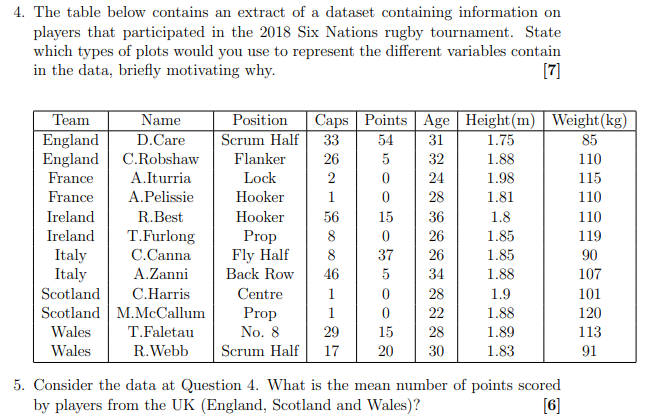 4. The table below contains an extract of a dataset containing information on
players that participated in the 2018 Six Nations rugby tournament. State
which types of plots would you use to represent the different variables contain
in the data, briefly motivating why. [7]
Team Name Position Caps Points Age Height(m) Weight(kg)
England D.Care Scrum Half 33 54 31 1.75 85
England C.Robshaw Flanker 26 5 32 1.88 110
France A.Iturria Lock 2 0 24 1.98 115
France A.Pelissie Hooker 1 0 28 1.81 110
Ireland R.Best Hooker 56 15 36 1.8 110
Ireland T.Furlong Prop 8 0 26 1.85 119
Italy C.Canna Fly Half 8 37 26 1.85 90
Italy A.Zanni Back Row 46 5 34 1.88 107
Scotland C.Harris Centre 1 0 28 1.9 101
Scotland M.McCallum Prop 1 0 22 1.88 120
Wales T.Faletau No. 8 29 15 28 1.89 113
Wales R.Webb Scrum Half 17 20 30 1.83 91
5. Consider the data at Question 4. What is the mean number of points scored
by players from the UK (England, Scotland and Wales)? [6]